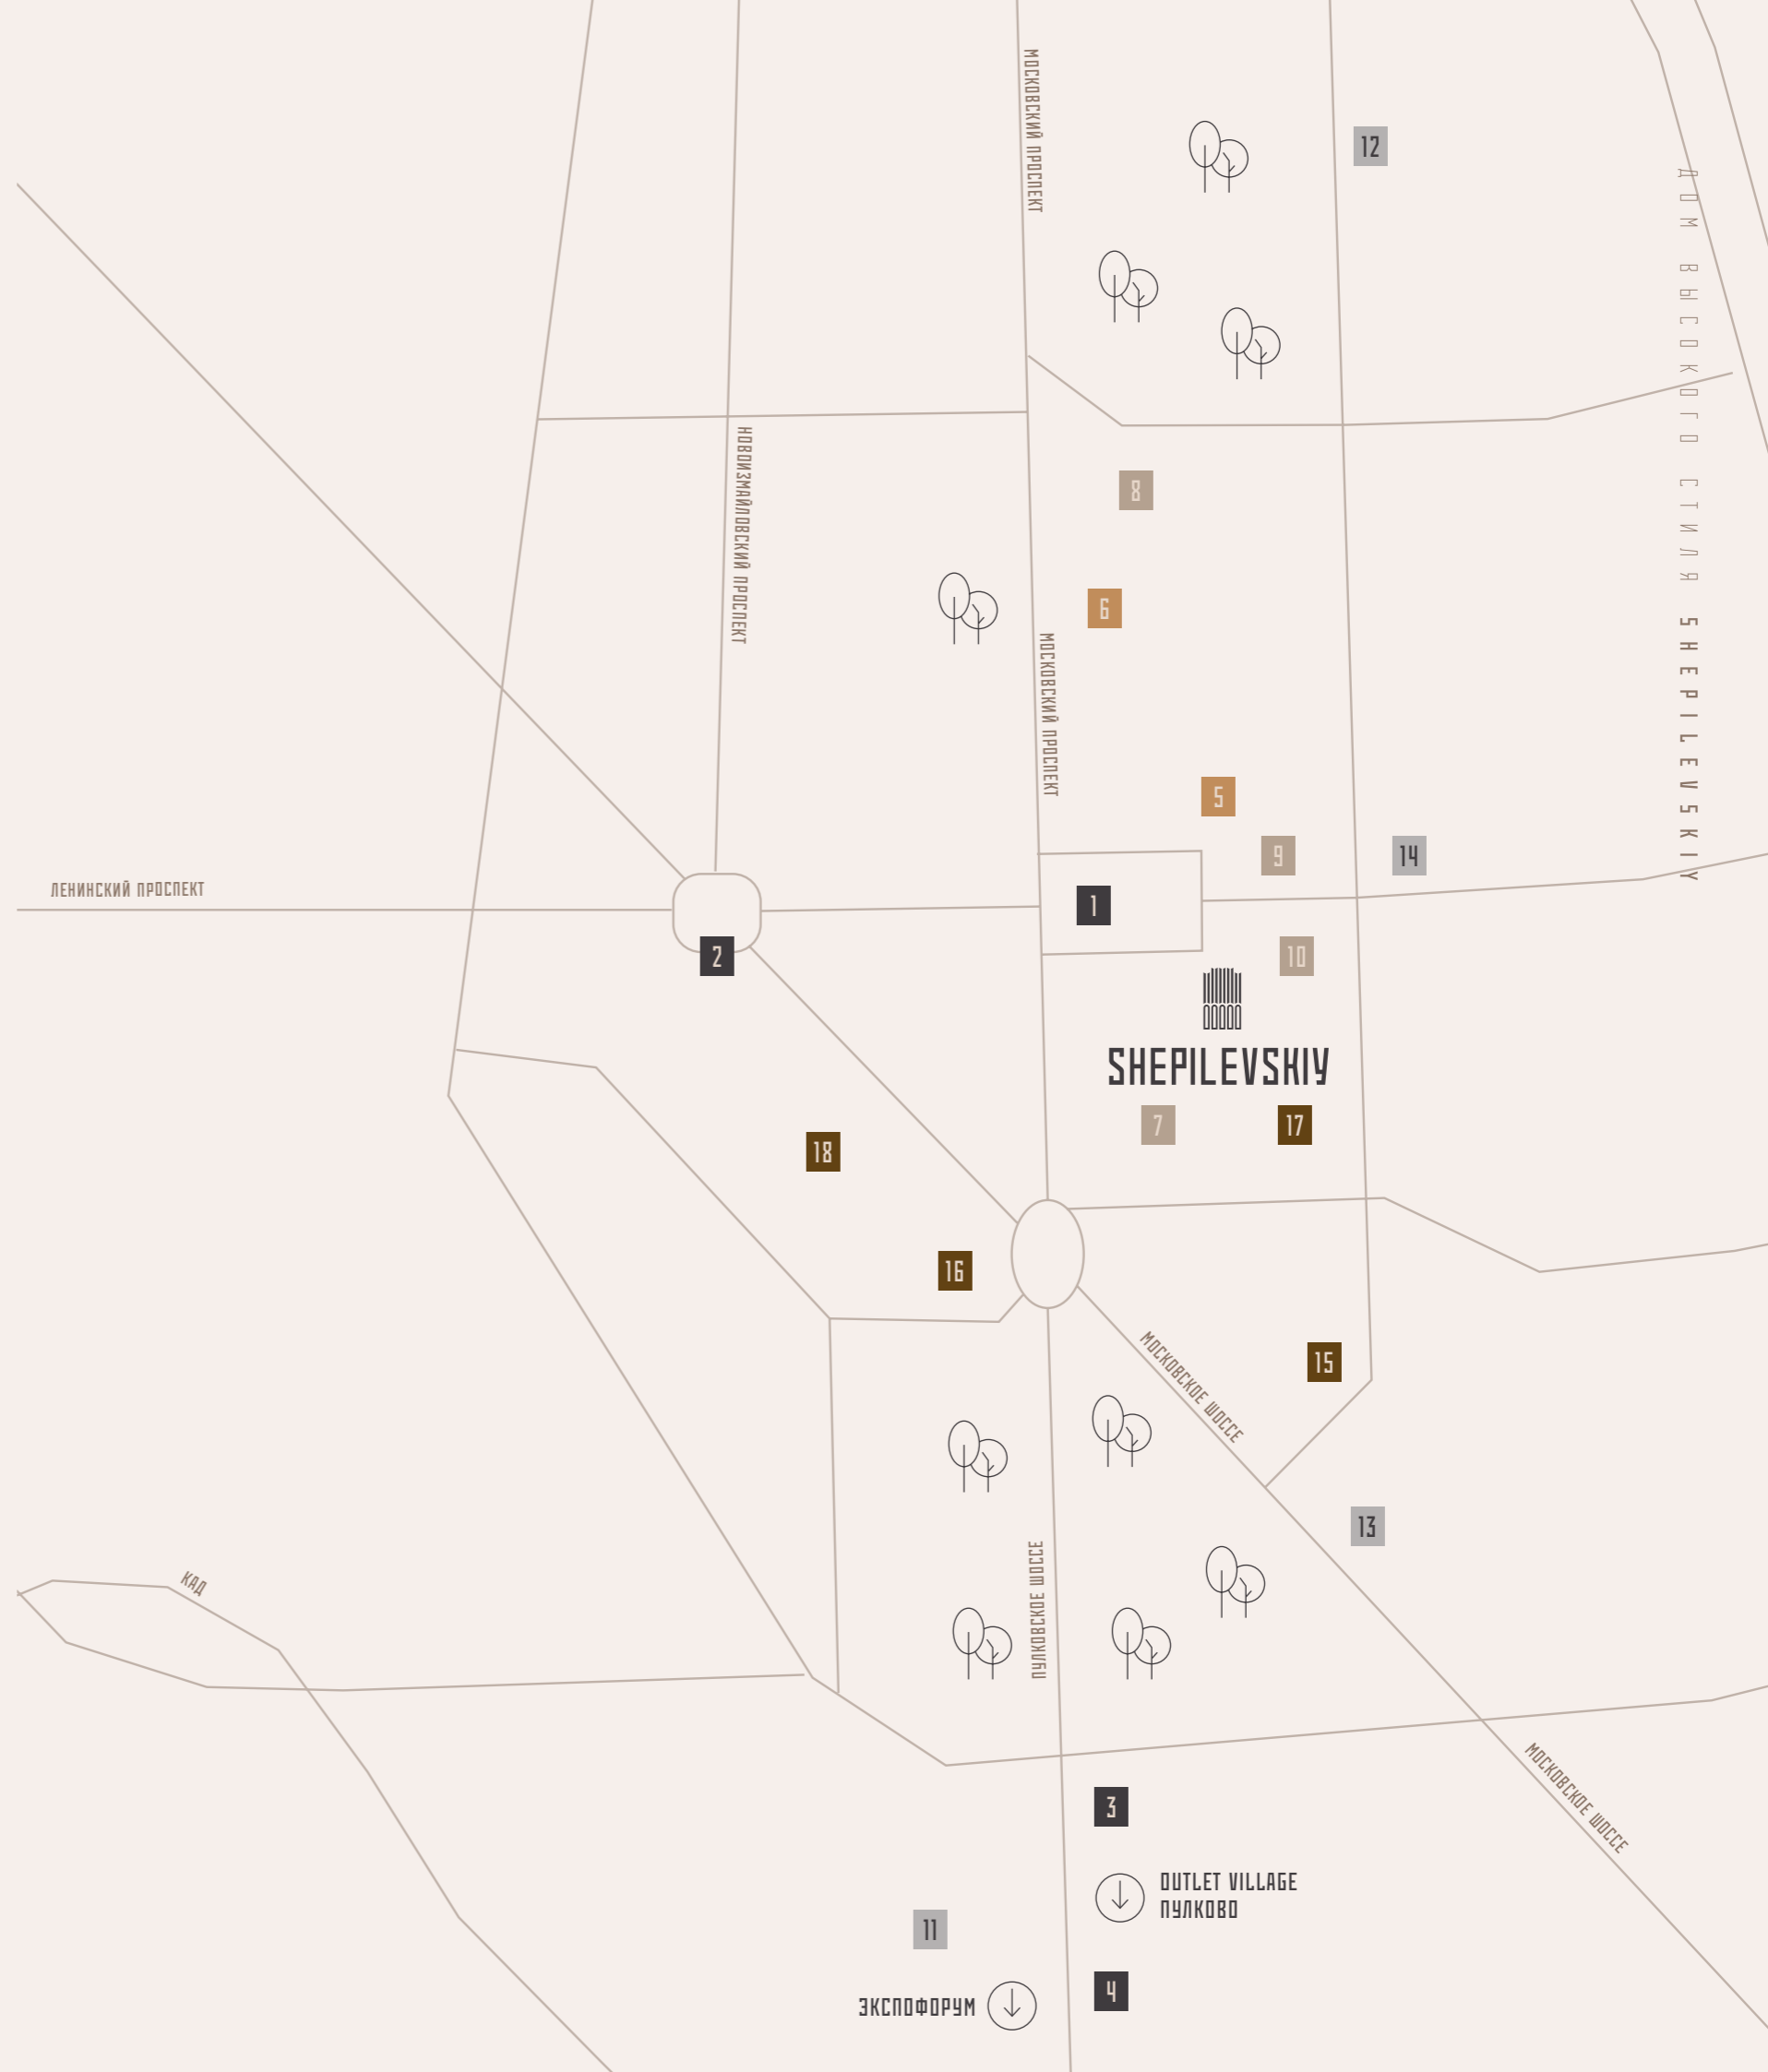 МОСКОВСКИЙ ПРОСПЕКТ
12
ДОМ ВЫСОКОГО СТИЛЯ SHEPILEVSKIY
НОВОИЗМАЙЛОВСКИЙ ПРОСПЕКТ
8
6
МОСКОВСКИЙ ПРОСПЕКТ
5
9
14
ЛЕНИНСКИЙ ПРОСПЕКТ
1
2
10
SHEPILEVSKIY
7
17
18
16
МОСКОВСКОЕ ШОССЕ
15
13
ПУЛКОВСКОЕ ШОССЕ
КАД
МОСКОВСКОЕ ШОССЕ
3
OUTLET VILLAGE
ПУЛКОВО
11
4
ЭКСПОФОРУМ